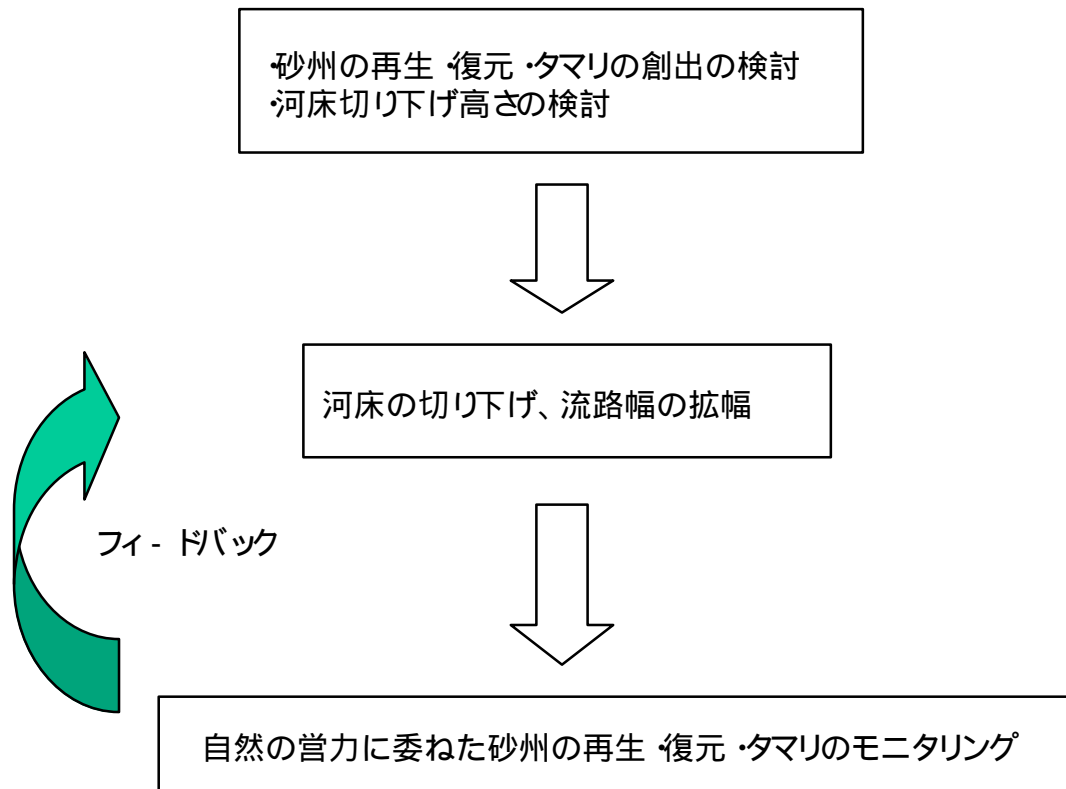 ・砂州の再生・復元・タマリの創出の検討
・河床切り下げ高さの検討
河床の切り下げ、流路幅の拡幅
フィ - ドバック
自然の営力に委ねた砂州の再生・復元・タマリのモニタリング